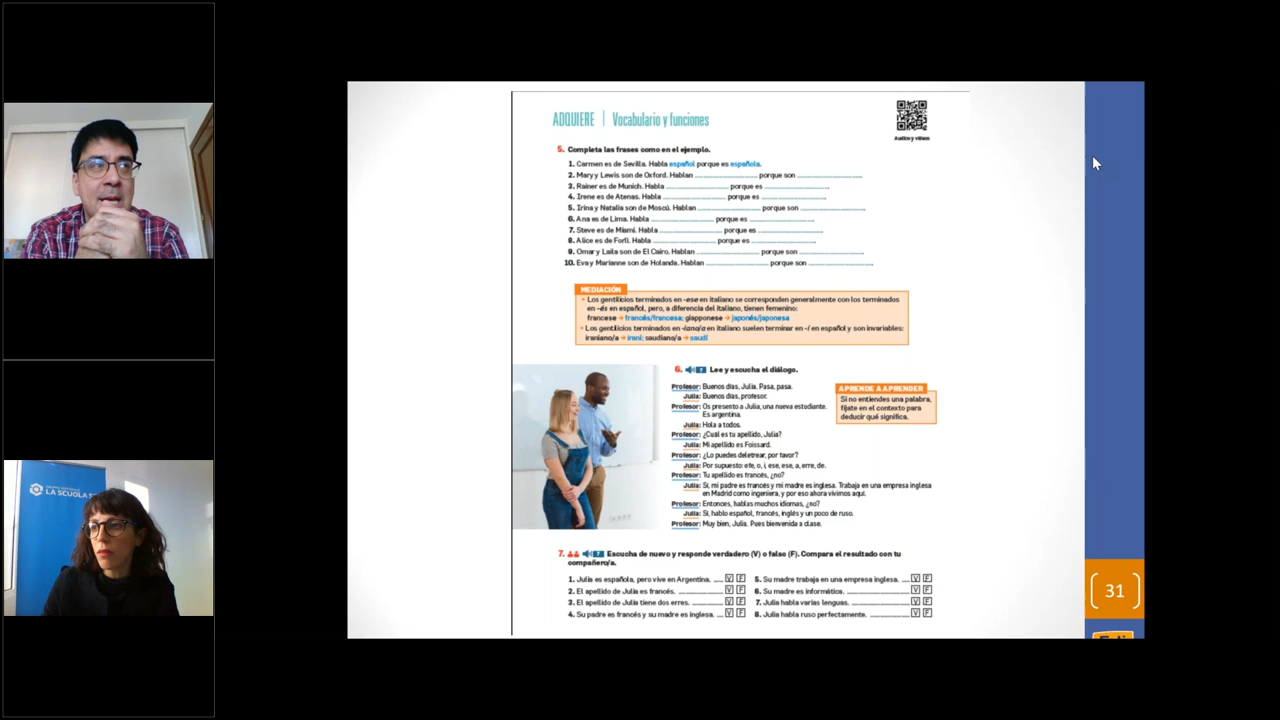 ADQUIERE | Vocabulario y funciones
Audios y vídeos
5. Completa las frases como en el ejemplo.
1. Carmen es de Sevilla. Habla español porque es española.
2. Mary y Lewis son de Oxford. Hablan .................... porque son ....................
3. Rainer es de Munich. Habla .................... porque es ....................
4. Irene es de Atenas. Habla .................... porque es ....................
5. Irina y Natalia son de Moscú. Hablan .................... porque son ....................
6. Ana es de Lima. Habla .................... porque es ....................
7. Steve es de Miami. Habla .................... porque es ....................
8. Alice es de Forlì. Habla .................... porque es ....................
9. Omar y Laila son de El Cairo. Hablan .................... porque son ....................
10. Eva y Marianne son de Holanda. Hablan .................... porque son ....................
MEDIACIÓN
• Los gentilicios terminados en -ese en italiano se corresponden generalmente con los terminados
en -és en español, pero, a diferencia del italiano, tienen femenino:
francese → francés/francesa; giapponese → japonés/japonesa
• Los gentilicios terminados en -iano/a en italiano suelen terminar en -í en español y son invariables:
iraniano/a → iraní; saudiano/a → saudí
6. 7 Lee y escucha el diálogo.
Profesor: Buenos días, Julia. Pasa, pasa.
Julia: Buenos días, profesor.
Profesor: Os presento a Julia, una nueva estudiante.
Es argentina.
Julia: Hola a todos.
Profesor: ¿Cuál es tu apellido, Julia?
Julia: Mi apellido es Foissard.
Profesor: ¿Lo puedes deletrear, por favor?
Julia: Por supuesto: efe, o, i, ese, ese, a, erre, de.
Profesor: Tu apellido es francés, ¿no?
Julia: Sí, mi padre es francés y mi madre es inglesa. Trabaja en una empresa inglesa
en Madrid como ingeniera, y por eso ahora vivimos aquí.
Profesor: Entonces, hablas muchos idiomas, ¿no?
Julia: Sí, hablo español, francés, inglés y un poco de ruso.
Profesor: Muy bien, Julia. Pues bienvenida a clase.
APRENDE A APRENDER
Si no entiendes una palabra,
fíjate en el contexto para
deducir qué significa.
7. 7 Escucha de nuevo y responde verdadero (V) o falso (F). Compara el resultado con tu
compañero/a.
1. Julia es española, pero vive en Argentina. .... V F
2. El apellido de Julia es francés. .................... V F
3. El apellido de Julia tiene dos erres. .................... V F
4. Su padre es francés y su madre es inglesa. .... V F
5. Su madre trabaja en una empresa inglesa. .... V F
6. Su madre es informática. .................... V F
7. Julia habla varias lenguas. .................... V F
8. Julia habla ruso perfectamente. .................... V F
31
LA SCUOLA